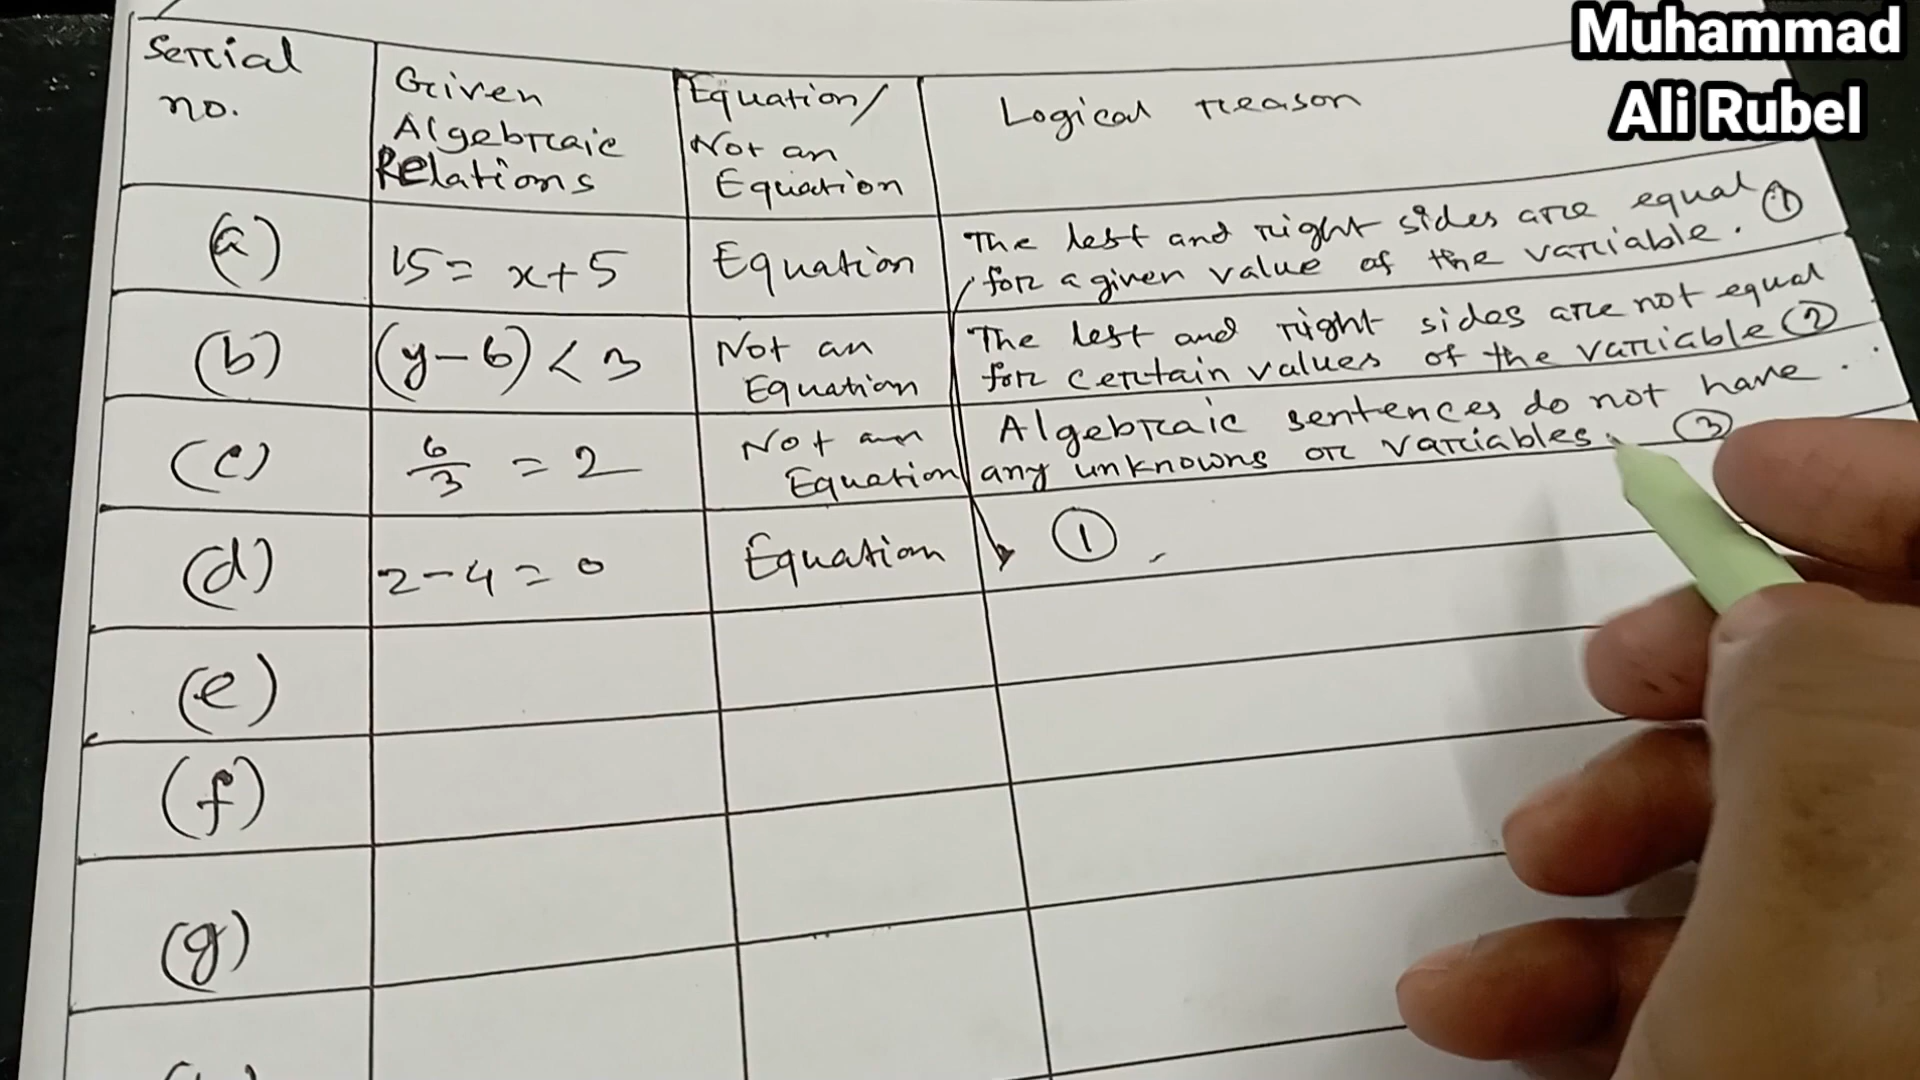 Muhammad
Ali Rubel
Serial
no.
Given
Algebraic
Relations
Equation/
Not an
Equation
Logical reason
(a)
15 = x+5
Equation
The left and right sides are equal
for a given value of the variable. ①
(b)
(y-6) < 3
Not an
Equation
The left and right sides are not equal
for certain values of the variable ②
(c)
6/3 = 2
Not an
Equation
Algebraic sentences do not have
any unknowns or variables. ③
(d)
2-4 = 0
Equation
①
(e)
(f)
(g)